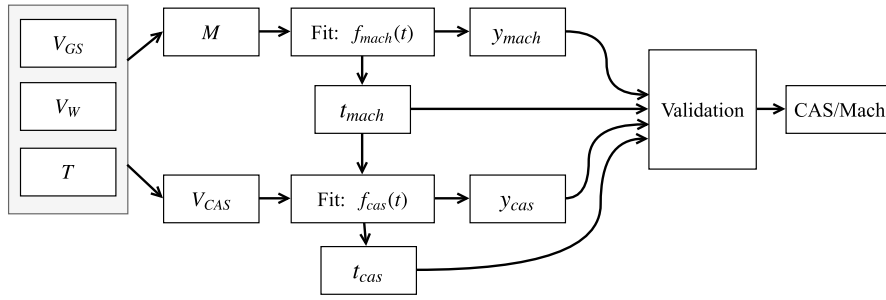 V_GS
V_W
T
M
Fit: f_mach(t)
y_mach
t_mach
V_CAS
Fit: f_cas(t)
y_cas
t_cas
Validation
CAS/Mach